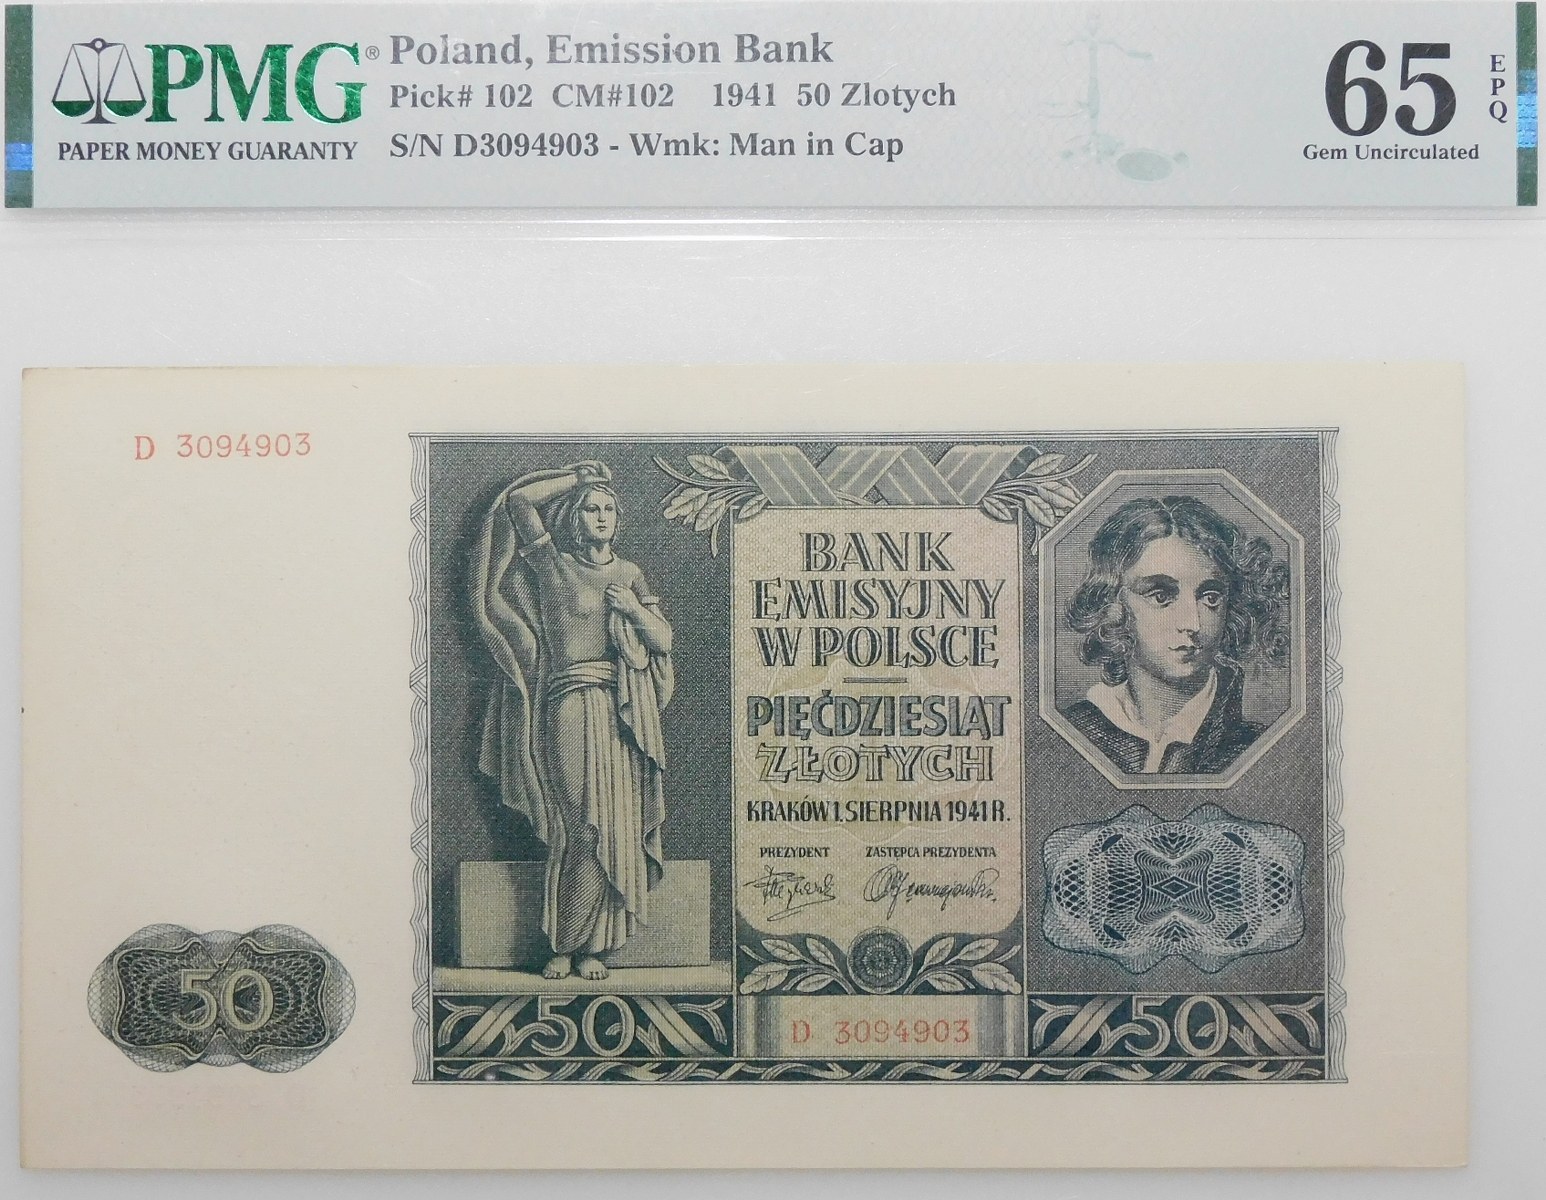 PMG®
PAPER MONEY GUARANTY
Poland, Emission Bank
Pick# 102 CM#102 1941 50 Zlotych
S/N D3094903 - Wmk: Man in Cap
65
EPQ
Gem Uncirculated
D 3094903
BANK
EMISYJNY
W POLSCE
PIĘĆDZIESIĄT
ZŁOTYCH
KRAKÓW 1. SIERPNIA 1941 R.
PREZYDENT ZASTĘPCA PREZYDENTA
50
50
D 3094903
50